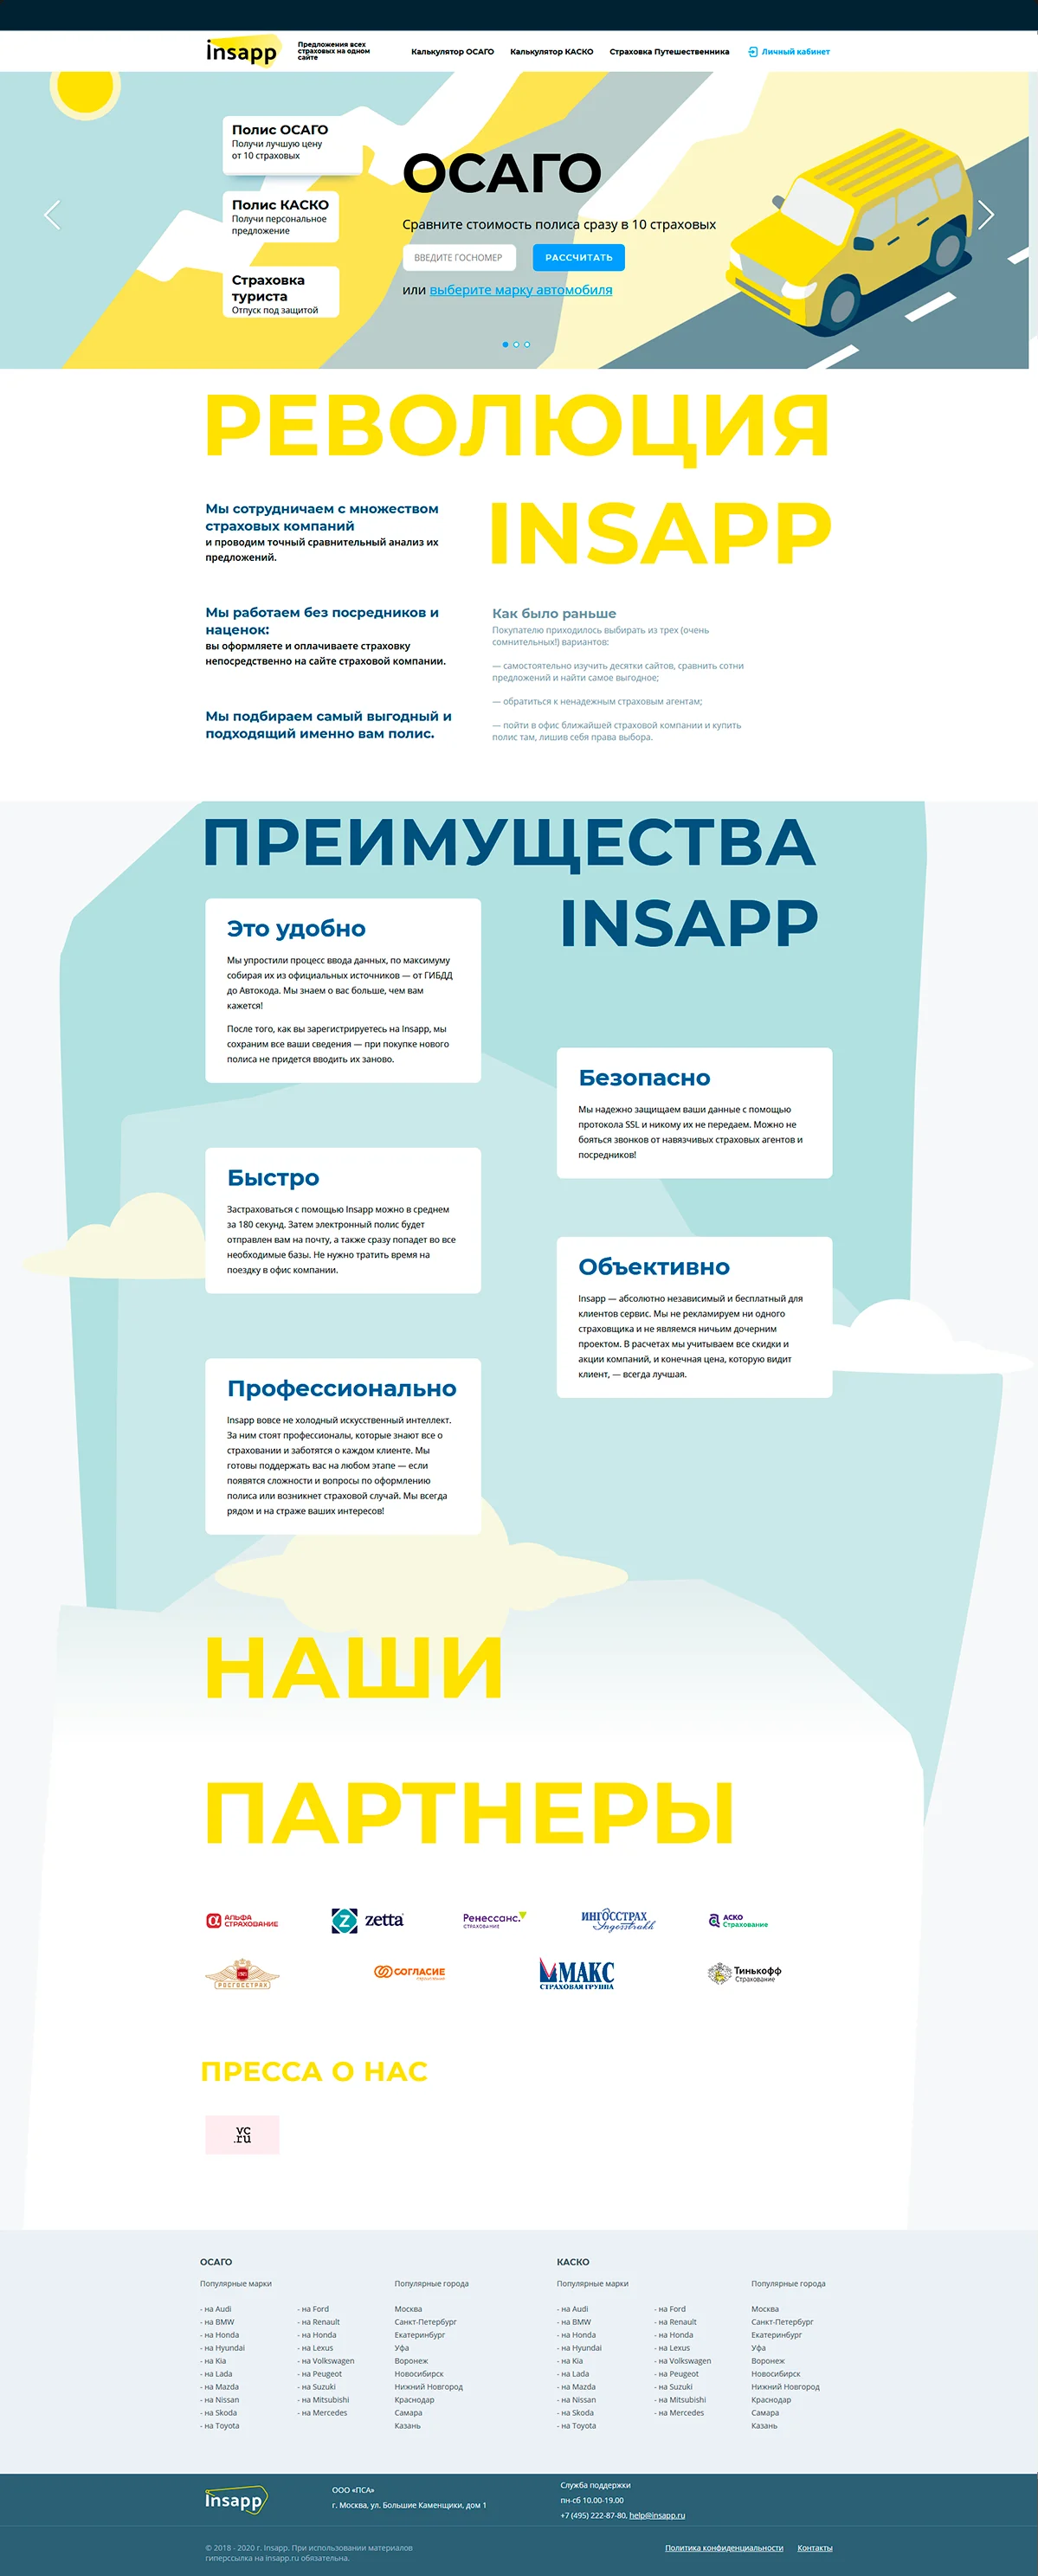 insapp
Предложения всех
страховых на одном
сайте
Калькулятор ОСАГО
Калькулятор КАСКО
Страховка Путешественника
Личный кабинет
Полис ОСАГО
Получи лучшую цену
от 10 страховых
Полис КАСКО
Получи персональное
предложение
Страховка
туриста
Отпуск под защитой
ОСАГО
Сравните стоимость полиса сразу в 10 страховых
ВВЕДИТЕ ГОСНОМЕР
РАССЧИТАТЬ
или выберите марку автомобиля
РЕВОЛЮЦИЯ
INSAPP
Мы сотрудничаем с множеством
страховых компаний
и проводим точный сравнительный анализ их
предложений.
Мы работаем без посредников и
наценок:
вы оформляете и оплачиваете страховку
непосредственно на сайте страховой компании.
Мы подбираем самый выгодный и
подходящий именно вам полис.
Как было раньше
Покупателю приходилось выбирать из трех (очень
сомнительных!) вариантов:
— самостоятельно изучить десятки сайтов, сравнить сотни
предложений и найти самое выгодное;
— обратиться к ненадежным страховым агентам;
— пойти в офис ближайшей страховой компании и купить
полис там, лишив себя права выбора.
ПРЕИМУЩЕСТВА
INSAPP
Это удобно
Мы упростили процесс ввода данных, по максимуму
собирая их из официальных источников — от ГИБДД
до Автокода. Мы знаем о вас больше, чем вам
кажется!
После того, как вы зарегистрируетесь на Insapp, мы
сохраним все ваши сведения — при покупке нового
полиса не придется вводить их заново.
Безопасно
Мы надежно защищаем ваши данные с помощью
протокола SSL и никому их не передаем. Можно не
бояться звонков от навязчивых страховых агентов и
посредников!
Быстро
Застраховаться с помощью Insapp можно в среднем
за 180 секунд. Затем электронный полис будет
отправлен вам на почту, а также сразу попадет во все
необходимые базы. Не нужно тратить время на
поездку в офис компании.
Объективно
Insapp — абсолютно независимый и бесплатный для
клиентов сервис. Мы не рекламируем ни одного
страховщика и не являемся ничьим дочерним
проектом. В расчетах мы учитываем все скидки и
акции компаний, и конечная цена, которую видит
клиент, — всегда лучшая.
Профессионально
Insapp вовсе не холодный искусственный интеллект.
За ним стоят профессионалы, которые знают все о
страховании и заботятся о каждом клиенте. Мы
готовы поддержать вас на любом этапе — если
появятся сложности и вопросы по оформлению
полиса или возникнет страховой случай. Мы всегда
рядом и на страже ваших интересов!
НАШИ
ПАРТНЕРЫ
АЛЬФА
СТРАХОВАНИЕ
Z zetta
Ренессанс.
СТРАХОВАНИЕ
ИНГОССТРАХ
Ingosstrakh
АСКО
Страхование
РОСГОССТРАХ
СОГЛАСИЕ
МАКС
СТРАХОВАЯ ГРУППА
Тинькофф
Страхование
ПРЕССА О НАС
vc
.ru
ОСАГО
Популярные марки
- на Audi
- на BMW
- на Honda
- на Hyundai
- на Kia
- на Lada
- на Mazda
- на Nissan
- на Skoda
- на Toyota
- на Ford
- на Renault
- на Honda
- на Lexus
- на Volkswagen
- на Peugeot
- на Suzuki
- на Mitsubishi
- на Mercedes
Популярные города
Москва
Санкт-Петербург
Екатеринбург
Уфа
Воронеж
Новосибирск
Нижний Новгород
Краснодар
Самара
Казань
КАСКО
Популярные марки
- на Audi
- на BMW
- на Honda
- на Hyundai
- на Kia
- на Lada
- на Mazda
- на Nissan
- на Skoda
- на Toyota
- на Ford
- на Renault
- на Honda
- на Lexus
- на Volkswagen
- на Peugeot
- на Suzuki
- на Mitsubishi
- на Mercedes
Популярные города
Москва
Санкт-Петербург
Екатеринбург
Уфа
Воронеж
Новосибирск
Нижний Новгород
Краснодар
Самара
Казань
insapp
ООО «ПСА»
г. Москва, ул. Большие Каменщики, дом 1
Служба поддержки
пн-сб 10.00-19.00
+7 (495) 222-87-80, help@insapp.ru
© 2018 - 2020 г. Insapp. При использовании материалов
гиперссылка на insapp.ru обязательна.
Политика конфиденциальности
Контакты